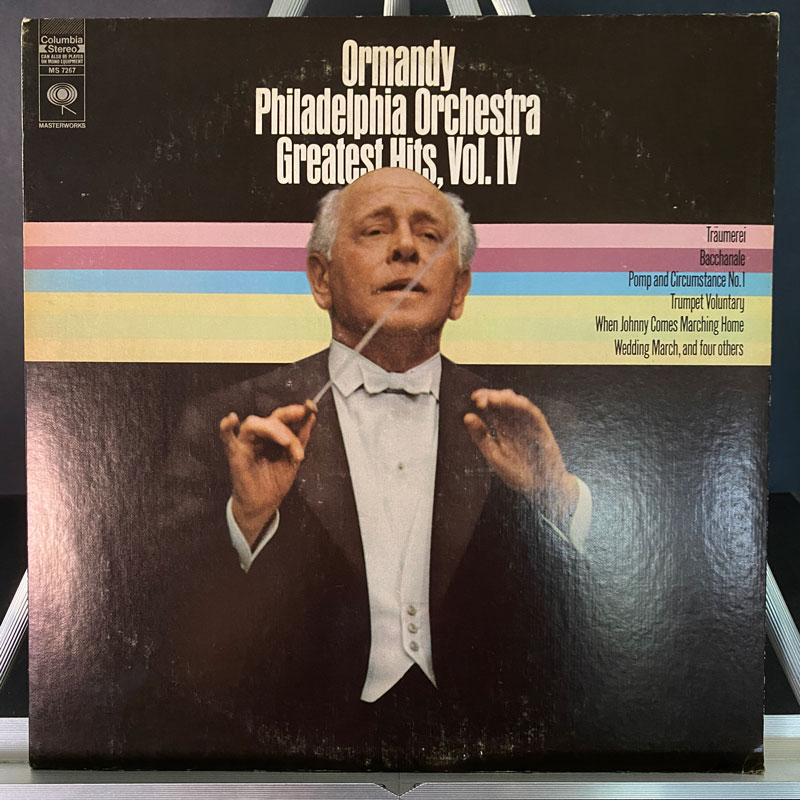 Columbia
Stereo
CAN ALSO BE PLAYED
ON MONO EQUIPMENT
MS 7267
MASTERWORKS
Ormandy
Philadelphia Orchestra
Greatest Hits, Vol. IV
Träumerei
Bacchanale
Pomp and Circumstance No. 1
Trumpet Voluntary
When Johnny Comes Marching Home
Wedding March, and four others